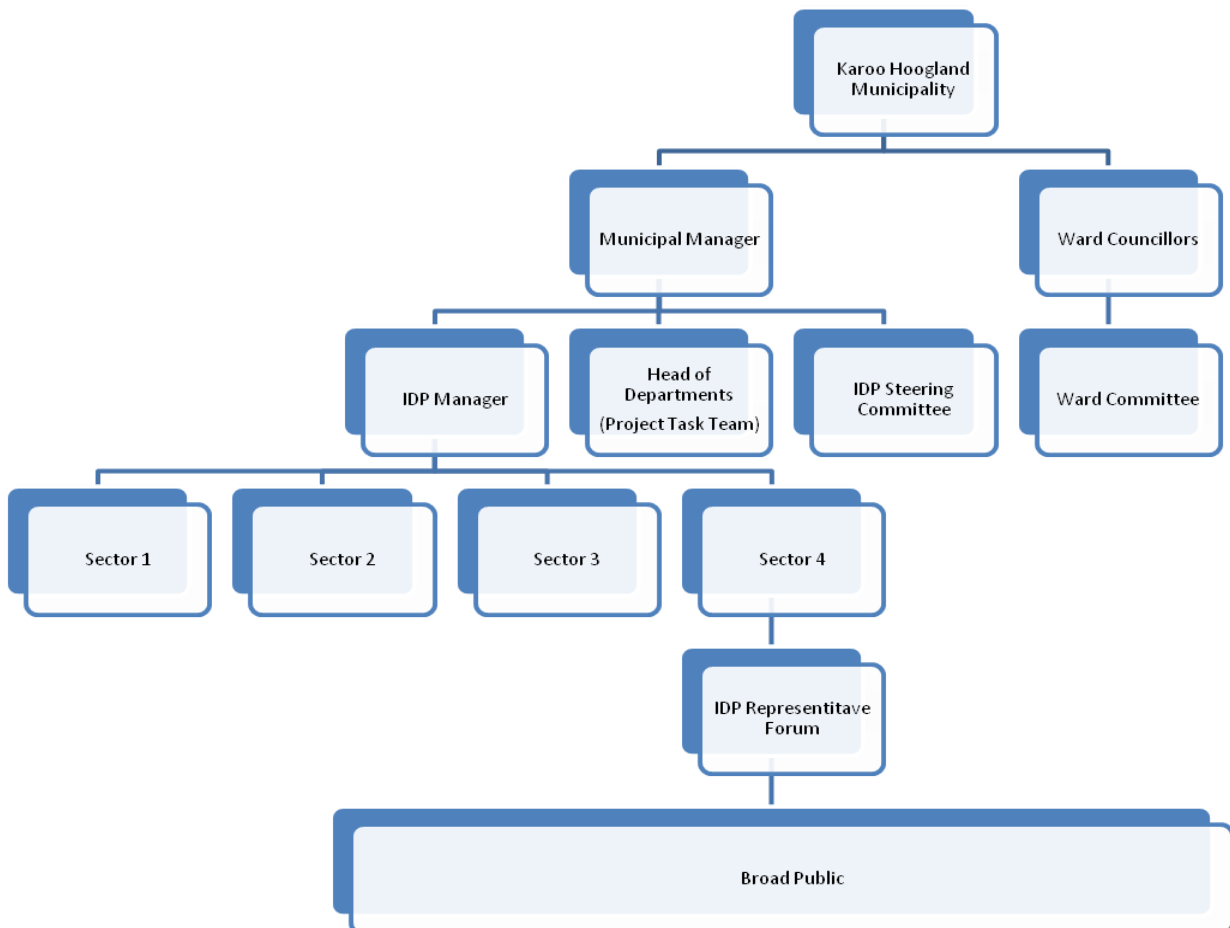 Karoo Hoogland
Municipality
Municipal Manager
Ward Councillors
IDP Manager
Head of
Departments
(Project Task Team)
IDP Steering
Committee
Ward Committee
Sector 1
Sector 2
Sector 3
Sector 4
IDP Representitave
Forum
Broad Public